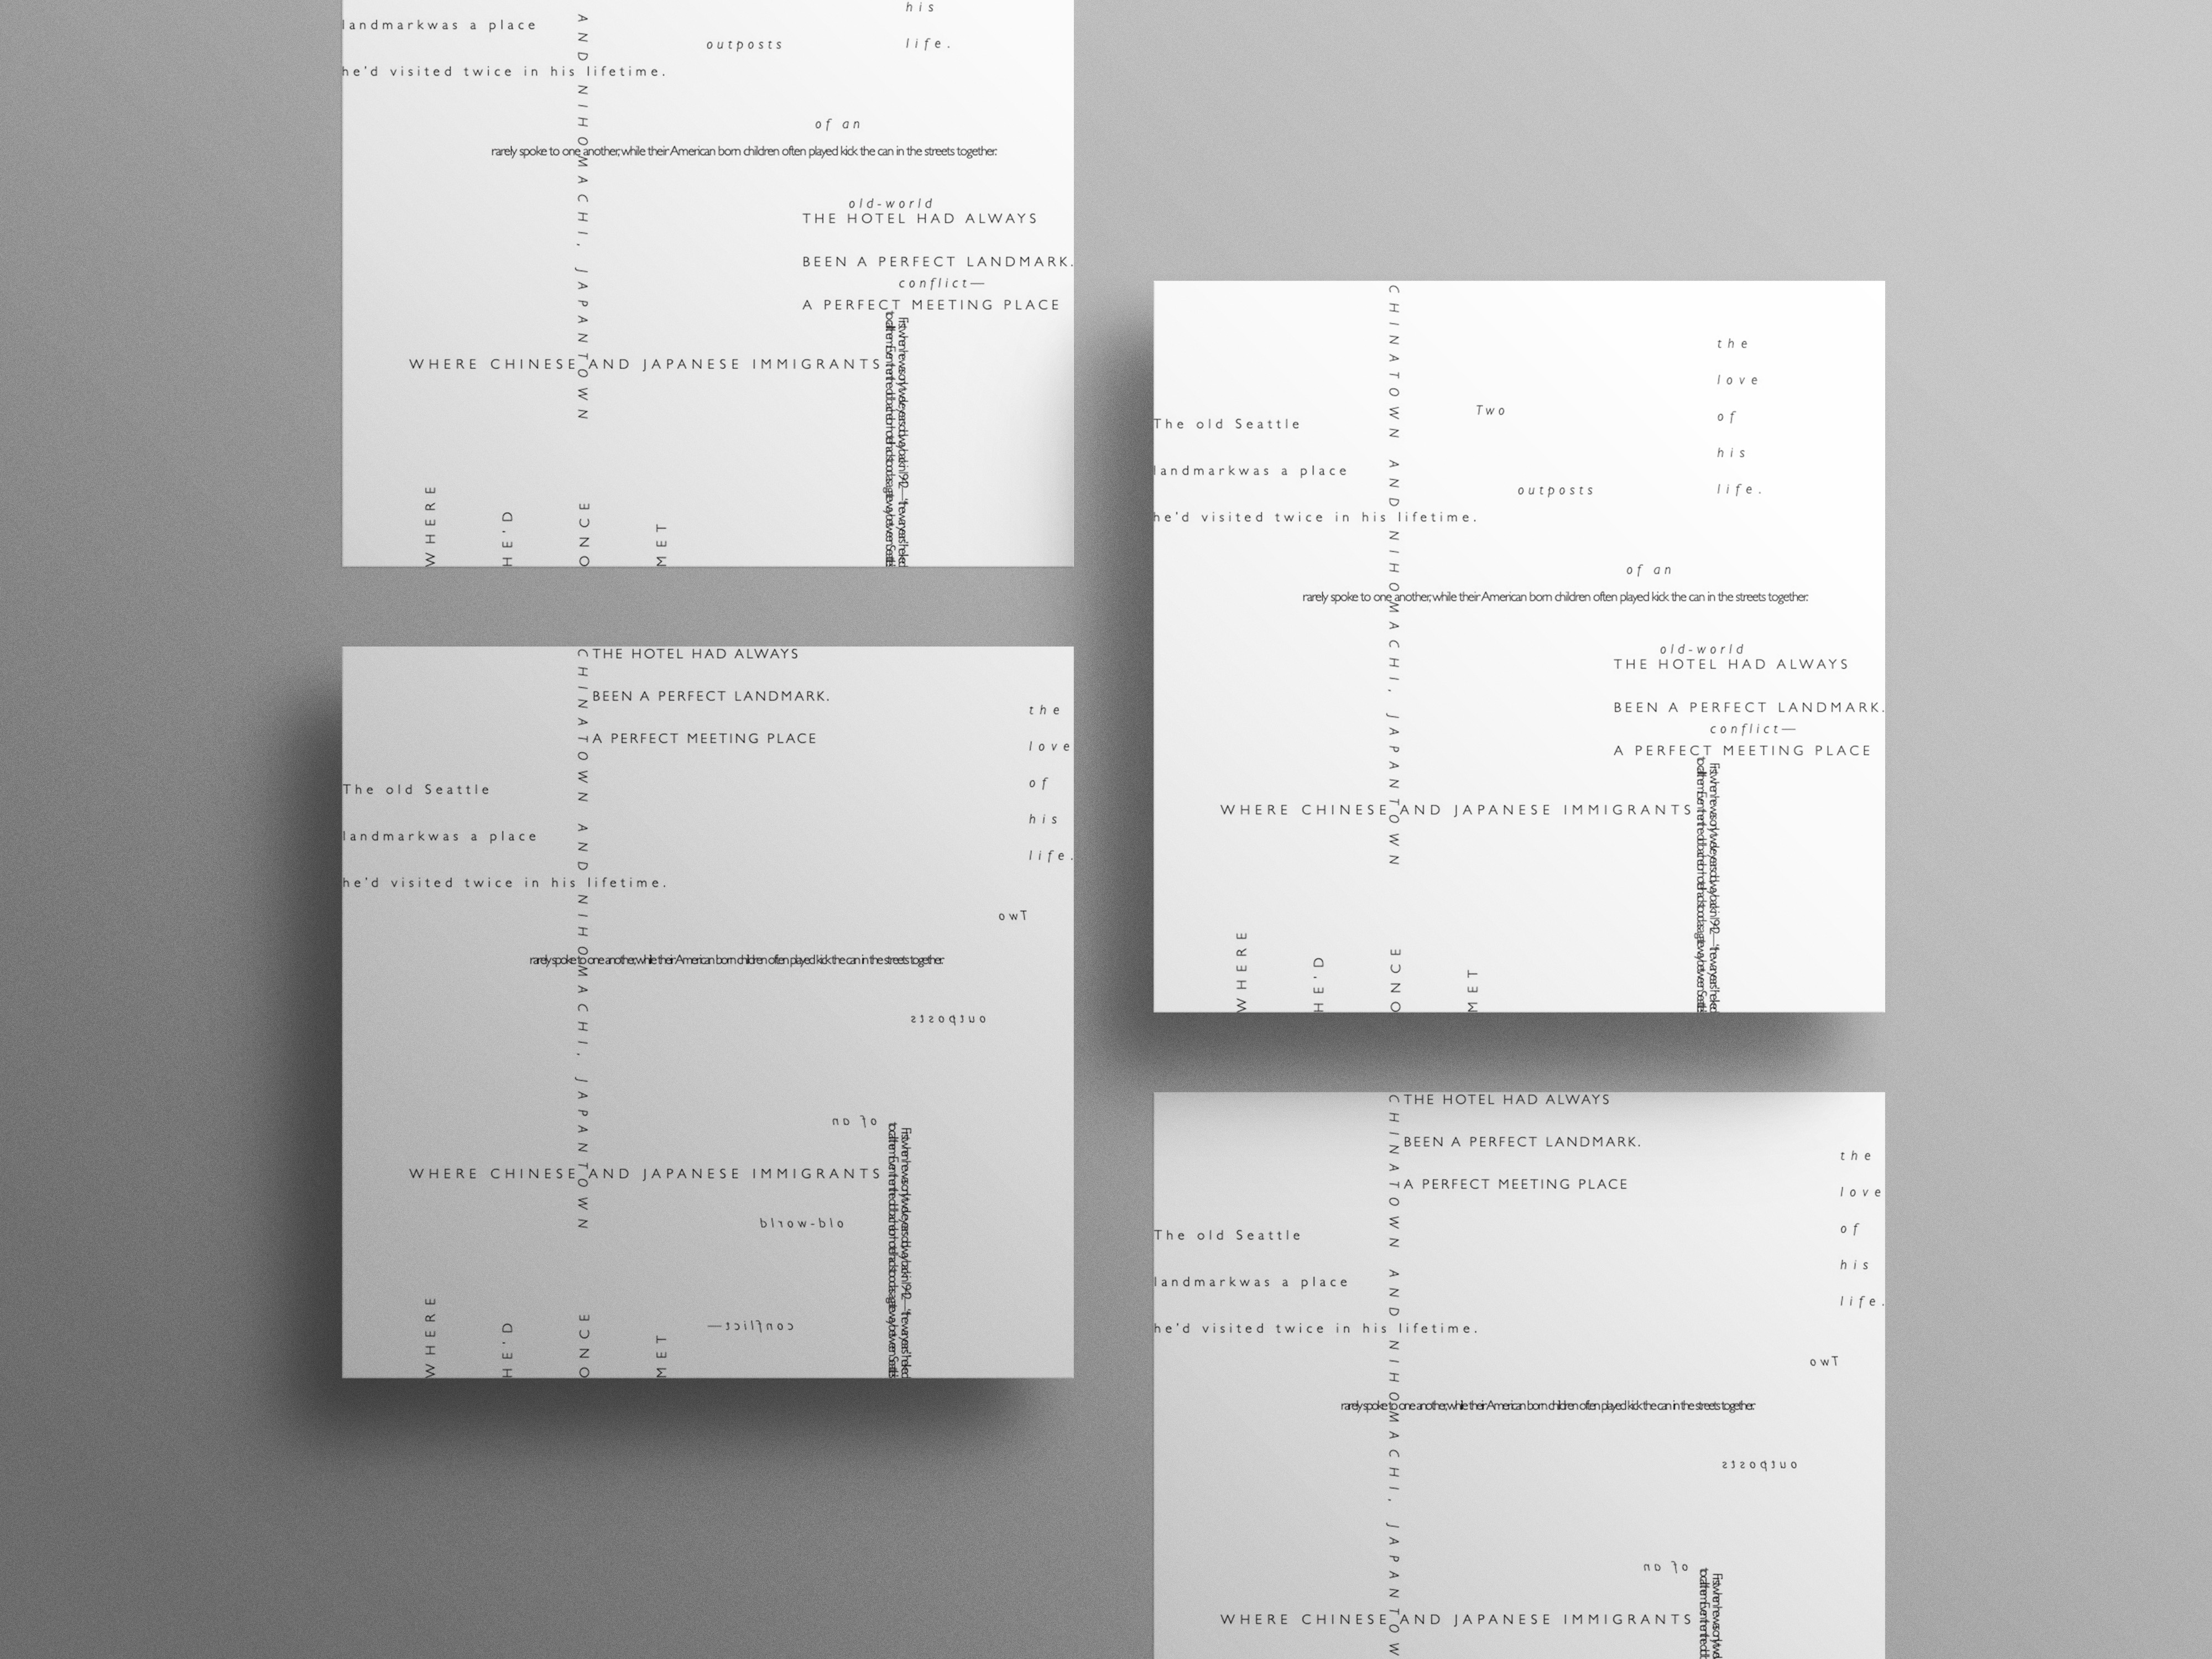 his
landmarkwas a place
outposts
life.
he'd visited twice in his lifetime.
AND NIHOMACHI, JAPANTOWN
of an
rarely spoke to one another, while their American born children often played kick the can in the streets together.
old-world
THE HOTEL HAD ALWAYS
BEEN A PERFECT LANDMARK.
conflict—
A PERFECT MEETING PLACE
WHERE CHINESE AND JAPANESE IMMIGRANTS
WHERE
HE'D
ONCE
MET
CHINATOWN AND NIHOMACHI, JAPANTOWN
the
love
of
his
life.
Two
The old Seattle
landmarkwas a place
outposts
he'd visited twice in his lifetime.
of an
rarely spoke to one another, while their American born children often played kick the can in the streets together.
old-world
THE HOTEL HAD ALWAYS
BEEN A PERFECT LANDMARK.
conflict—
A PERFECT MEETING PLACE
WHERE CHINESE AND JAPANESE IMMIGRANTS
WHERE
HE'D
ONCE
MET
CHINATOWN AND NIHOMACHI, JAPANTOWN
THE HOTEL HAD ALWAYS
BEEN A PERFECT LANDMARK.
A PERFECT MEETING PLACE
the
love
of
his
life.
The old Seattle
landmarkwas a place
he'd visited twice in his lifetime.
Two
rarely spoke to one another, while their American born children often played kick the can in the streets together.
outposts
of an
WHERE CHINESE AND JAPANESE IMMIGRANTS
old-world
conflict—
WHERE
HE'D
ONCE
MET
CHINATOWN AND NIHOMACHI, JAPANTOW
THE HOTEL HAD ALWAYS
BEEN A PERFECT LANDMARK.
A PERFECT MEETING PLACE
the
love
of
his
life.
The old Seattle
landmarkwas a place
he'd visited twice in his lifetime.
Two
rarely spoke to one another, while their American born children often played kick the can in the streets together.
outposts
of an
WHERE CHINESE AND JAPANESE IMMIGRANTS